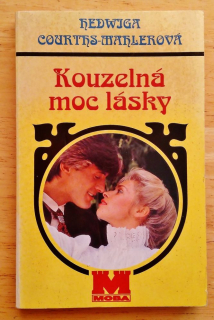 HEDWIGA
COURTHS-MAHLEROVÁ
Kouzelná
moc lásky
M
MOBA